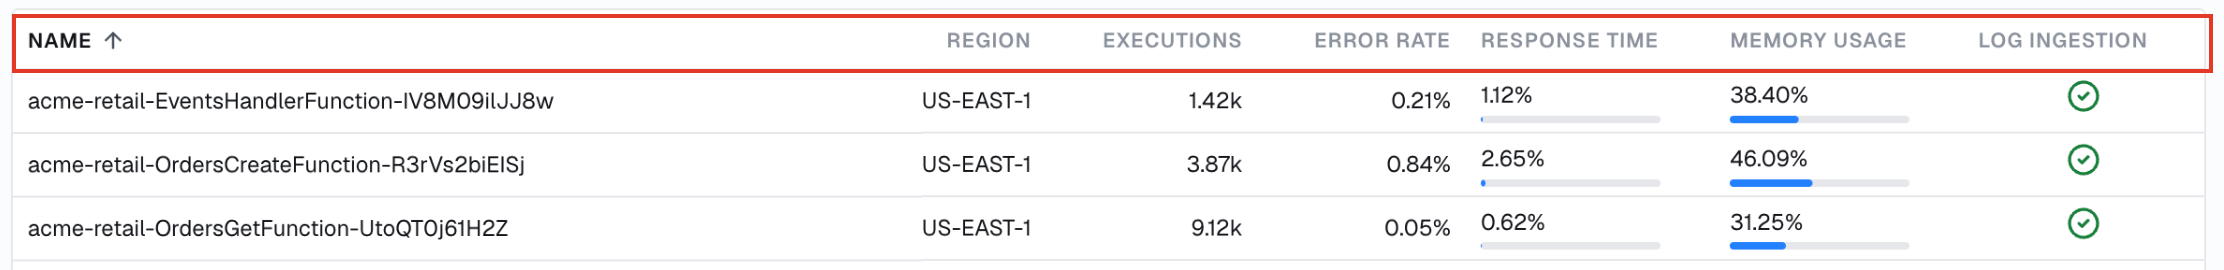 NAME ↑ REGION EXECUTIONS ERROR RATE RESPONSE TIME MEMORY USAGE LOG INGESTION
acme-retail-EventsHandlerFunction-IV8MO9ilJJ8w US-EAST-1 1.42k 0.21% 1.12% 38.40%
acme-retail-OrdersCreateFunction-R3rVs2biEISj US-EAST-1 3.87k 0.84% 2.65% 46.09%
acme-retail-OrdersGetFunction-UtoQT0j61H2Z US-EAST-1 9.12k 0.05% 0.62% 31.25%